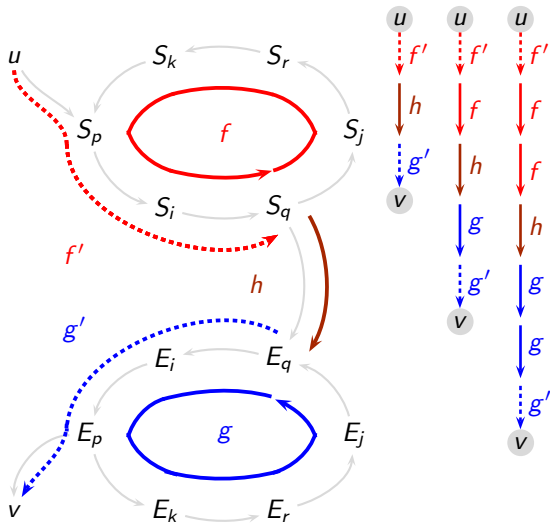 u
S_k
S_r
S_p
f
S_j
S_i
S_q
f′
h
g′
E_i
E_q
E_p
g
E_j
v
E_k
E_r
u
f′
h
g′
v
u
f′
f
h
g
g′
v
u
f′
f
f
h
g
g
g′
v